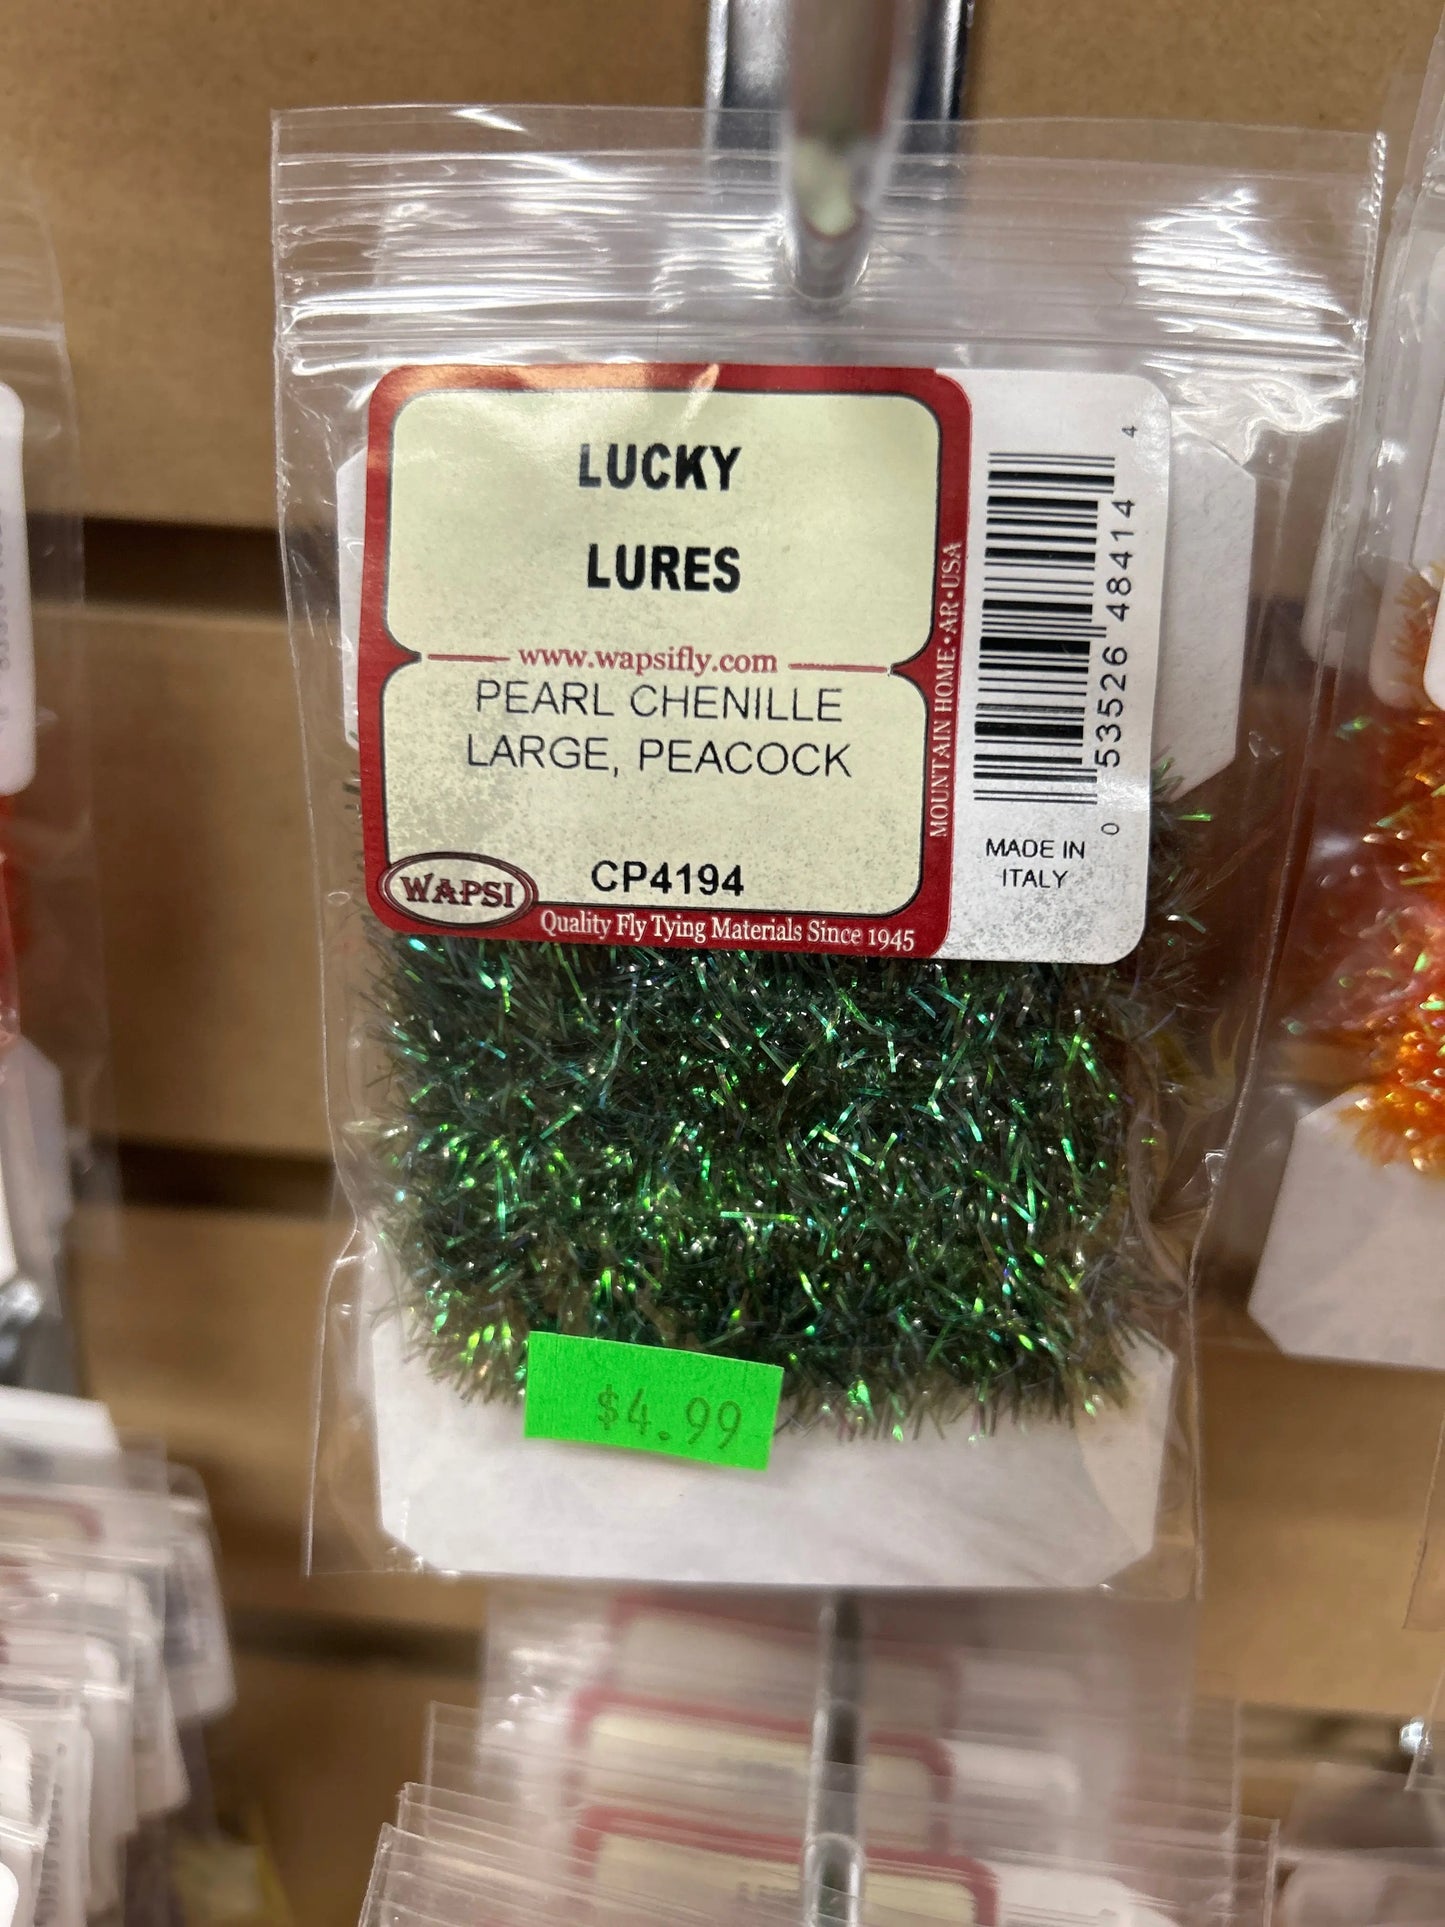 LUCKY
LURES
www.wapsifly.com
PEARL CHENILLE
LARGE, PEACOCK
CP4194
WAPSI
Quality Fly Tying Materials Since 1945
MOUNTAIN HOME • AR • USA
0 53526 48414 4
MADE IN
ITALY
$4.99